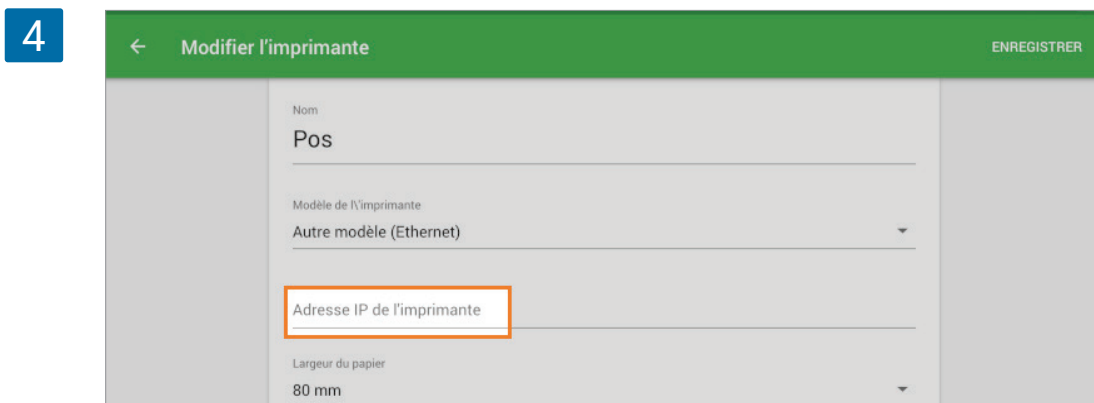 4
Modifier l'imprimante
ENREGISTRER
Nom
Pos
Modèle de l\'imprimante
Autre modèle (Ethernet)
Adresse IP de l'imprimante
Largeur du papier
80 mm